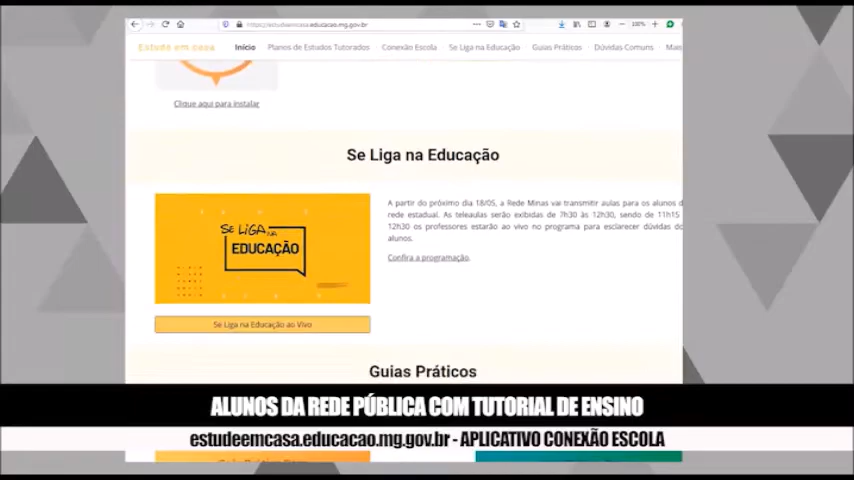 https://estudeemcasa.educacao.mg.gov.br
150%
Estude em casa
Início
Planos de Estudos Tutorados
Conexão Escola
Se Liga na Educação
Guias Práticos
Dúvidas Comuns
Mais
Clique aqui para instalar
Se Liga na Educação
SE LIGA NA
EDUCAÇÃO
A partir do próximo dia 18/05, a Rede Minas vai transmitir aulas para os alunos d
rede estadual. As teleaulas serão exibidas de 7h30 às 12h30, sendo de 11h15
12h30 os professores estarão ao vivo no programa para esclarecer dúvidas do
alunos.
Confira a programação.
Se Liga na Educação ao Vivo
Guias Práticos
ALUNOS DA REDE PÚBLICA COM TUTORIAL DE ENSINO
estudeemcasa.educacao.mg.gov.br - APLICATIVO CONEXÃO ESCOLA